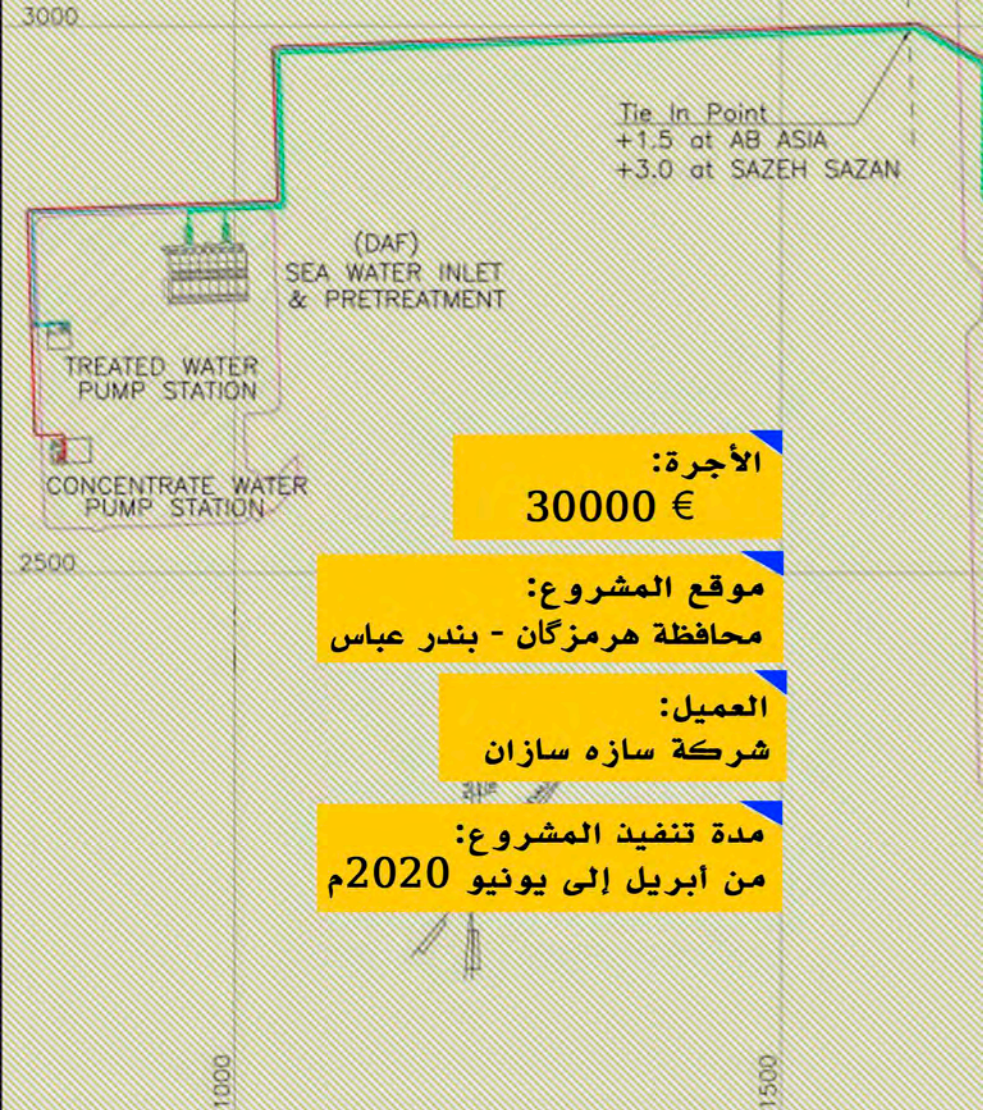 3000
Tie In Point
+1.5 at AB ASIA
+3.0 at SAZEH SAZAN
(DAF)
SEA WATER INLET
& PRETREATMENT
TREATED WATER
PUMP STATION
CONCENTRATE WATER
PUMP STATION
الأجرة:
30000 €
2500
موقع المشروع:
محافظة هرمزگان - بندر عباس
العميل:
شركة سازه سازان
مدة تنفيذ المشروع:
من أبريل إلى يونيو 2020م
1000
1500